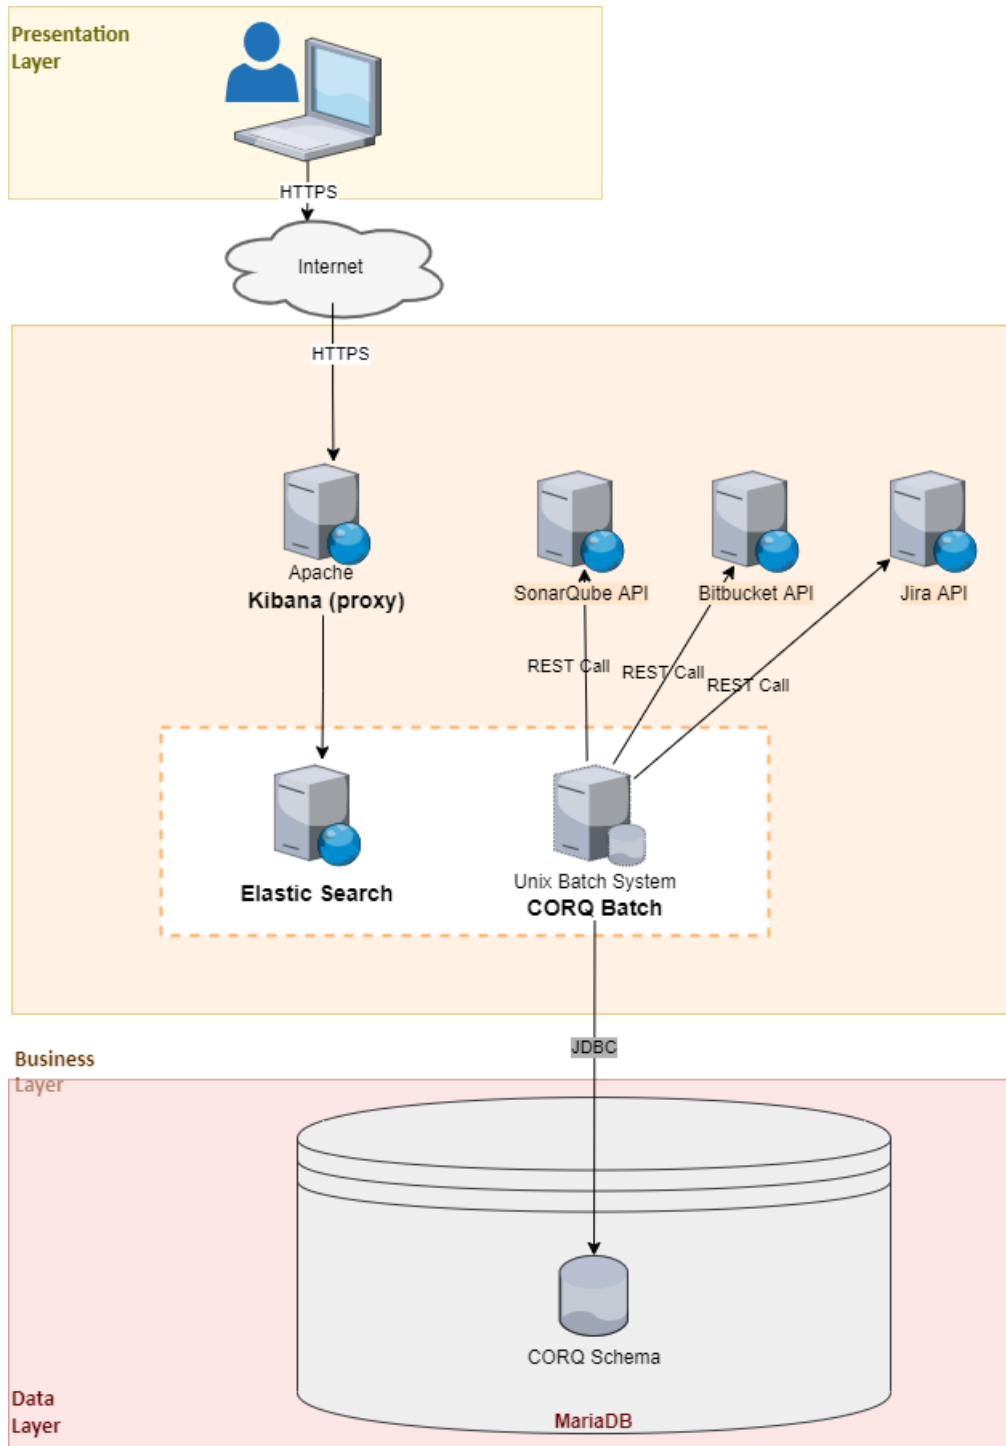 Presentation
Layer
HTTPS
Internet
HTTPS
Apache
Kibana (proxy)
SonarQube API
Bitbucket API
Jira API
REST Call
REST Call
REST Call
Elastic Search
Unix Batch System
CORQ Batch
JDBC
Business
Layer
CORQ Schema
Data
Layer
MariaDB